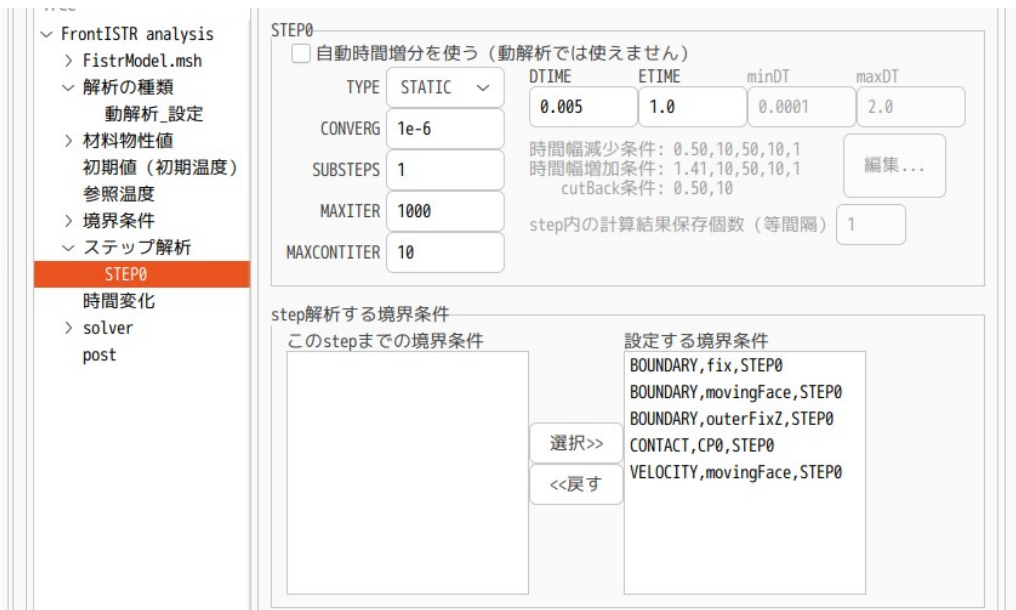 FrontISTR analysis
FistrModel.msh
解析の種類
動解析_設定
材料物性値
初期値（初期温度）
参照温度
境界条件
ステップ解析
STEP0
時間変化
solver
post
STEP0
自動時間増分を使う（動解析では使えません）
TYPE STATIC
CONVERG 1e-6
SUBSTEPS 1
MAXITER 1000
MAXCONTITER 10
DTIME ETIME minDT maxDT
0.005 1.0 0.0001 2.0
時間幅減少条件: 0.50,10,50,10,1
時間幅増加条件: 1.41,10,50,10,1
cutBack条件: 0.50,10
編集...
step内の計算結果保存個数（等間隔） 1
step解析する境界条件
このstepまでの境界条件
選択>>
<<戻す
設定する境界条件
BOUNDARY,fix,STEP0
BOUNDARY,movingFace,STEP0
BOUNDARY,outerFixZ,STEP0
CONTACT,CP0,STEP0
VELOCITY,movingFace,STEP0